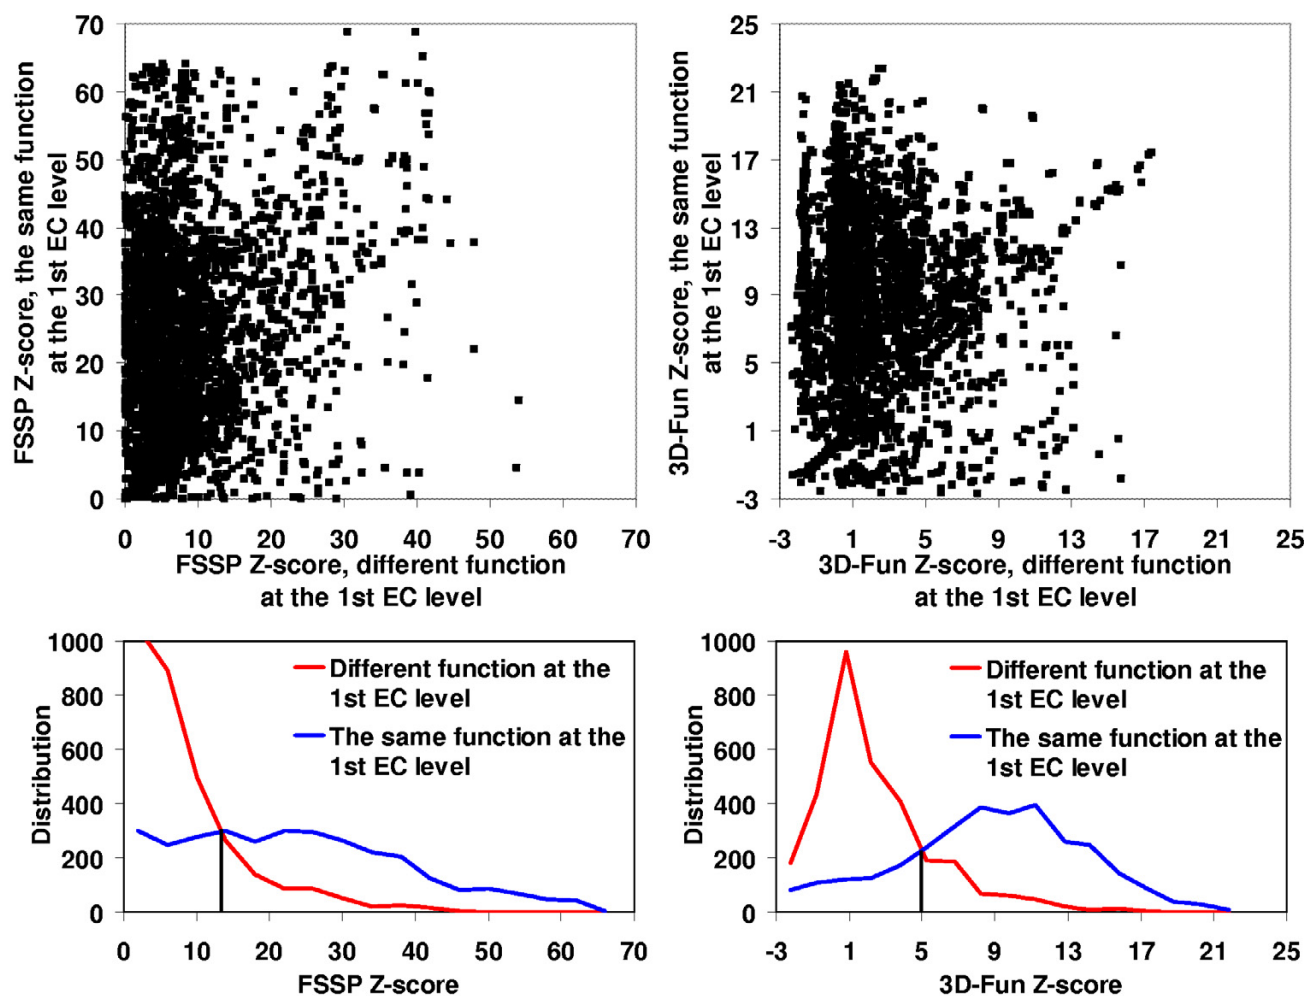 FSSP Z-score, the same function
at the 1st EC level
70
60
50
40
30
20
10
0
0 10 20 30 40 50 60 70
FSSP Z-score, different function
at the 1st EC level
3D-Fun Z-score, the same function
at the 1st EC level
25
21
17
13
9
5
1
-3
-3 1 5 9 13 17 21 25
3D-Fun Z-score, different function
at the 1st EC level
Distribution
1000
800
600
400
200
0
Different function at the
1st EC level
The same function at the
1st EC level
0 10 20 30 40 50 60 70
FSSP Z-score
Distribution
1000
800
600
400
200
0
Different function at the
1st EC level
The same function at the
1st EC level
-3 1 5 9 13 17 21 25
3D-Fun Z-score